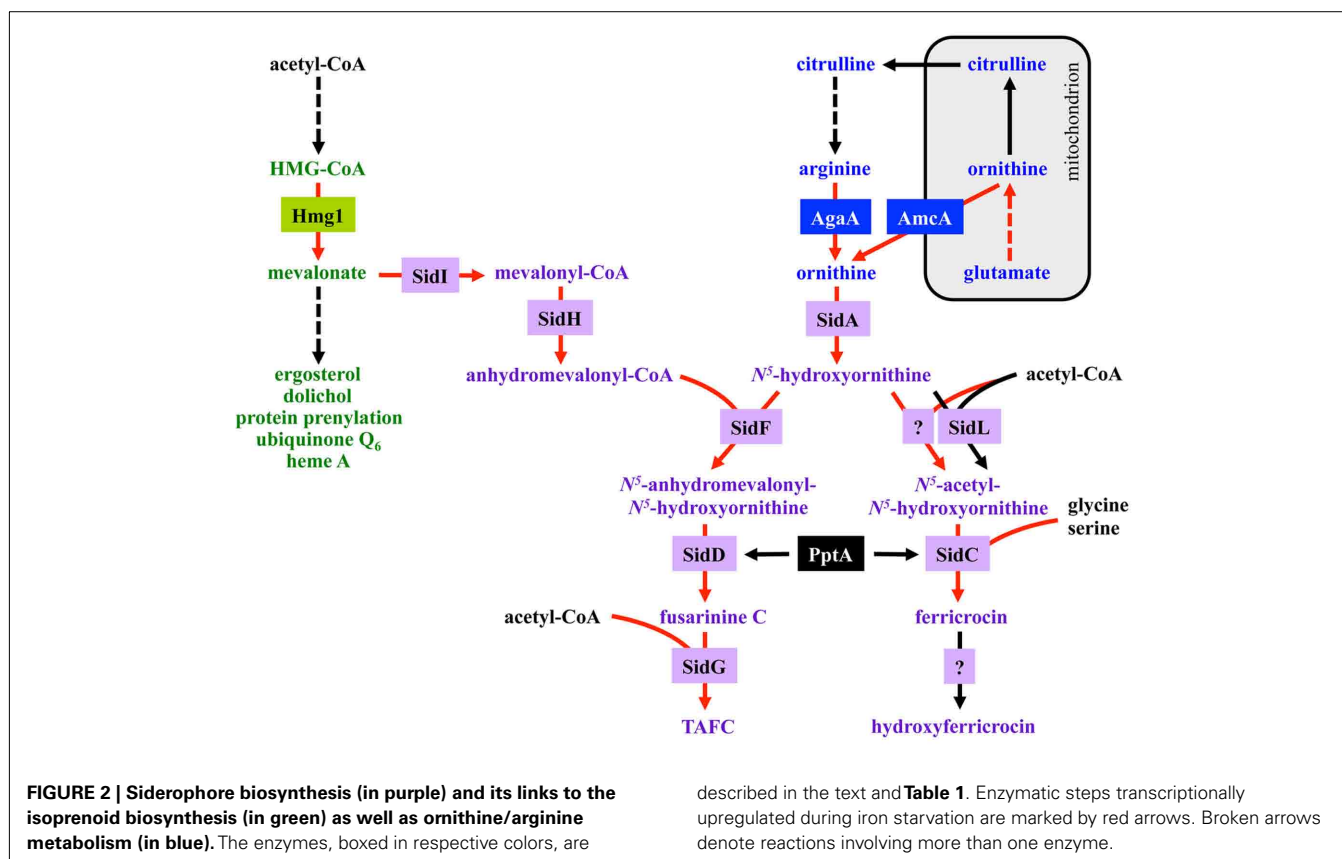 acetyl-CoA
citrulline
citrulline
mitochondrion
HMG-CoA
arginine
ornithine
Hmg1
AgaA
AmcA
mevalonate
SidI
mevalonyl-CoA
ornithine
glutamate
SidH
SidA
ergosterol
dolichol
protein prenylation
ubiquinone Q6
heme A
anhydromevalonyl-CoA
N5-hydroxyornithine
acetyl-CoA
SidF
?
SidL
N5-anhydromevalonyl-
N5-hydroxyornithine
N5-acetyl-
N5-hydroxyornithine
glycine
serine
SidD
PptA
SidC
acetyl-CoA
fusarinine C
ferricrocin
SidG
?
TAFC
hydroxyferricrocin
FIGURE 2 | Siderophore biosynthesis (in purple) and its links to the
isoprenoid biosynthesis (in green) as well as ornithine/arginine
metabolism (in blue). The enzymes, boxed in respective colors, are
described in the text and Table 1. Enzymatic steps transcriptionally
upregulated during iron starvation are marked by red arrows. Broken arrows
denote reactions involving more than one enzyme.